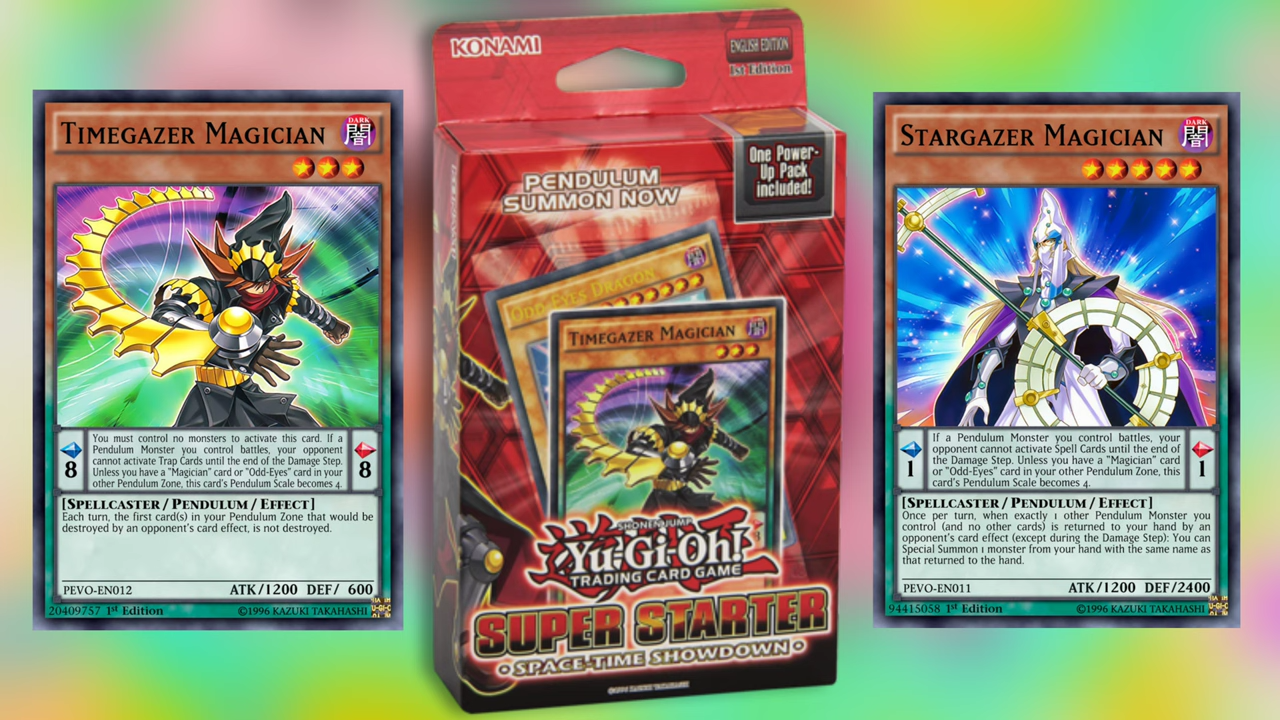 TIMEGAZER MAGICIAN
DARK
闇
You must control no monsters to activate this card. If a
Pendulum Monster you control battles, your opponent
cannot activate Trap Cards until the end of the Damage Step.
Unless you have a "Magician" or "Odd-Eyes" card in your
other Pendulum Zone, this card's Pendulum Scale becomes 4.
8
8
[SPELLCASTER / PENDULUM / EFFECT]
Each turn, the first card(s) in your Pendulum Zone that would be
destroyed by an opponent's card effect, is not destroyed.
PEVO-EN012
ATK/1200 DEF/ 600
20409757 1st Edition
©1996 KAZUKI TAKAHASHI
KONAMI
ENGLISH EDITION
1st Edition
One Power-
Up Pack
included!
PENDULUM
SUMMON NOW
ODD-EYES DRAGON
TIMEGAZER MAGICIAN
SHONEN JUMP
Yu-Gi-Oh!
TRADING CARD GAME
SUPER STARTER
• SPACE-TIME SHOWDOWN •
STARGAZER MAGICIAN
DARK
闇
If a Pendulum Monster you control battles, your
opponent cannot activate Spell Cards until the end of
the Damage Step. Unless you have a "Magician" card
or "Odd-Eyes" card in your other Pendulum Zone, this
card's Pendulum Scale becomes 4.
1
1
[SPELLCASTER / PENDULUM / EFFECT]
Once per turn, when exactly 1 other Pendulum Monster you
control (and no other cards) is returned to your hand by an
opponent's card effect (except during the Damage Step): You can
Special Summon 1 monster from your hand with the same name as
that returned to the hand.
PEVO-EN011
ATK/1200 DEF/2400
94415058 1st Edition
©1996 KAZUKI TAKAHASHI